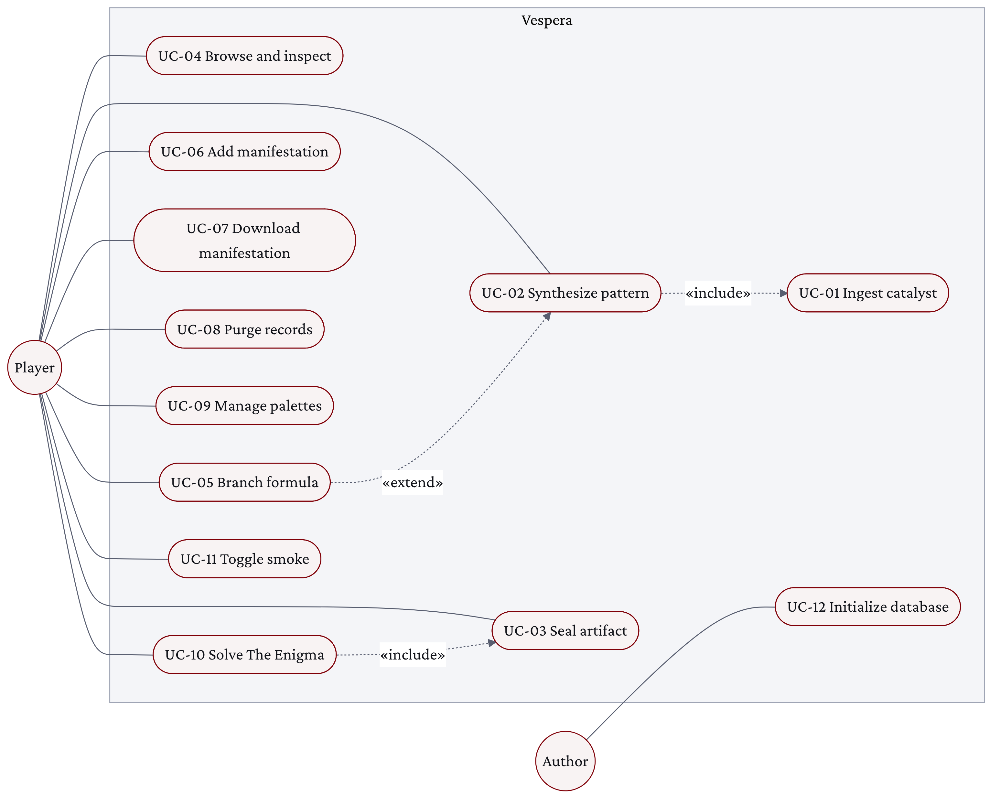 Vespera
UC-04 Browse and inspect
UC-06 Add manifestation
UC-07 Download
manifestation
UC-02 Synthesize pattern
«include»
UC-01 Ingest catalyst
UC-08 Purge records
Player
UC-09 Manage palettes
UC-05 Branch formula
«extend»
UC-11 Toggle smoke
UC-12 Initialize database
UC-03 Seal artifact
UC-10 Solve The Enigma
«include»
Author